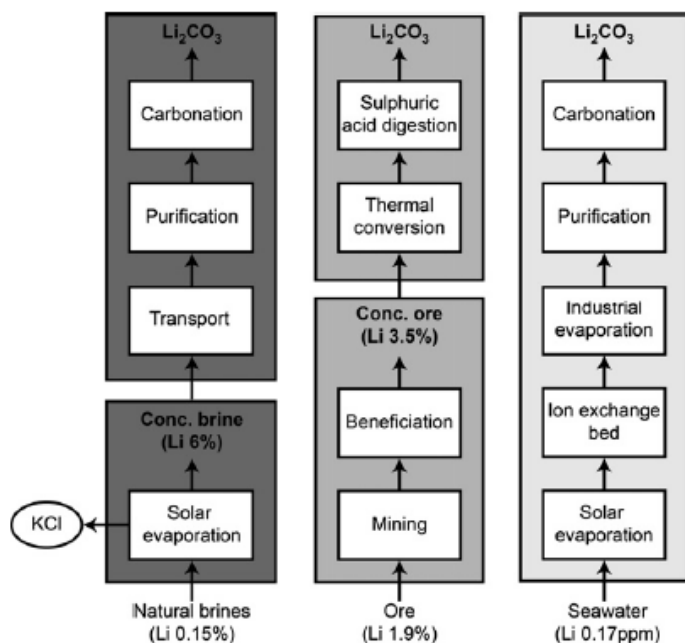 Li₂CO₃
Carbonation
Purification
Transport
Conc. brine
(Li 6%)
KCl
Solar
evaporation
Natural brines
(Li 0.15%)
Li₂CO₃
Sulphuric
acid digestion
Thermal
conversion
Conc. ore
(Li 3.5%)
Beneficiation
Mining
Ore
(Li 1.9%)
Li₂CO₃
Carbonation
Purification
Industrial
evaporation
Ion exchange
bed
Solar
evaporation
Seawater
(Li 0.17ppm)